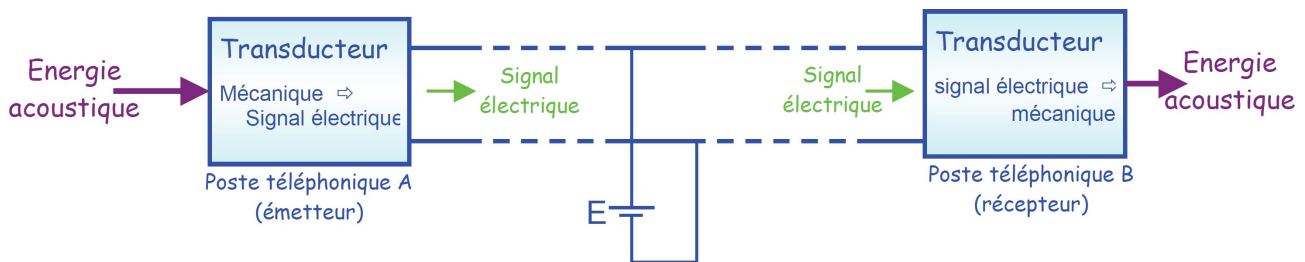 Energie
acoustique
Transducteur
Mécanique ⇨
Signal électrique
Poste téléphonique A
(émetteur)
Signal
électrique
E
Signal
électrique
Transducteur
signal électrique ⇨
mécanique
Poste téléphonique B
(récepteur)
Energie
acoustique